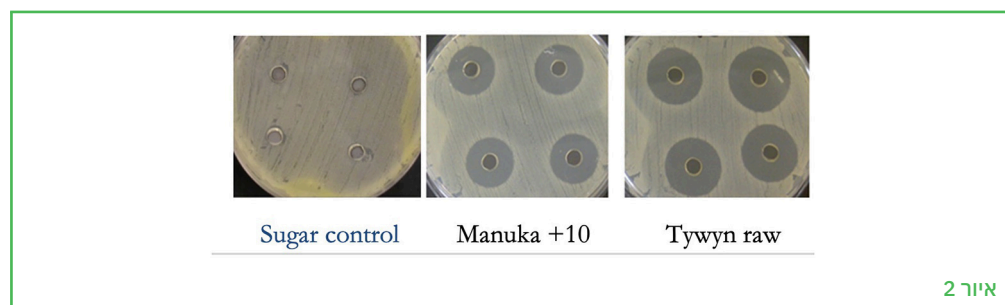 Sugar control Manuka +10 Tywyn raw
איור 2